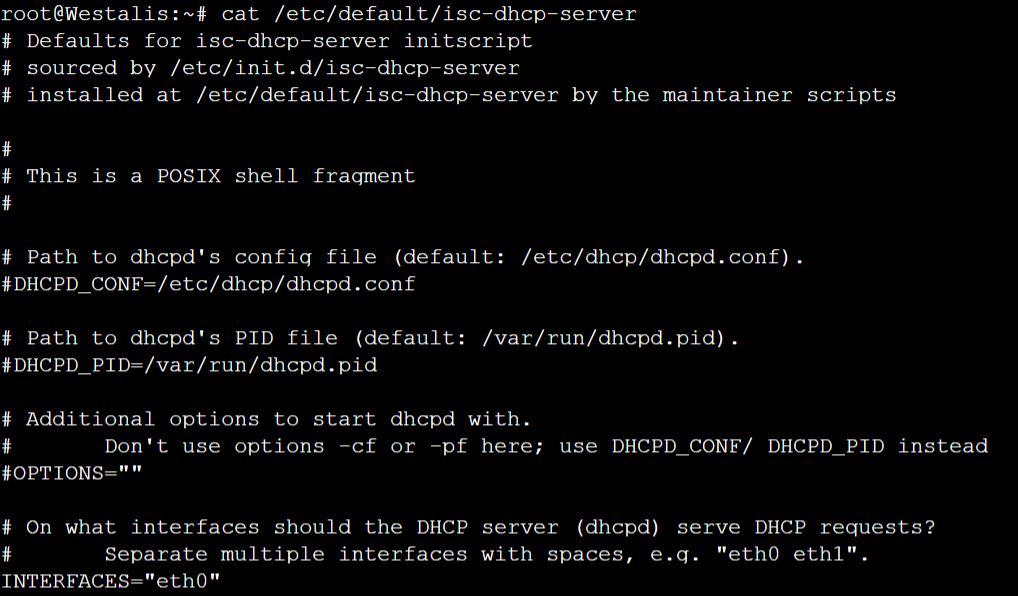 root@Westalis:~# cat /etc/default/isc-dhcp-server
# Defaults for isc-dhcp-server initscript
# sourced by /etc/init.d/isc-dhcp-server
# installed at /etc/default/isc-dhcp-server by the maintainer scripts
#
# This is a POSIX shell fragment
#
# Path to dhcpd's config file (default: /etc/dhcp/dhcpd.conf).
#DHCPD_CONF=/etc/dhcp/dhcpd.conf
# Path to dhcpd's PID file (default: /var/run/dhcpd.pid).
#DHCPD_PID=/var/run/dhcpd.pid
# Additional options to start dhcpd with.
#       Don't use options -cf or -pf here; use DHCPD_CONF/ DHCPD_PID instead
#OPTIONS=""
# On what interfaces should the DHCP server (dhcpd) serve DHCP requests?
#       Separate multiple interfaces with spaces, e.g. "eth0 eth1".
INTERFACES="eth0"